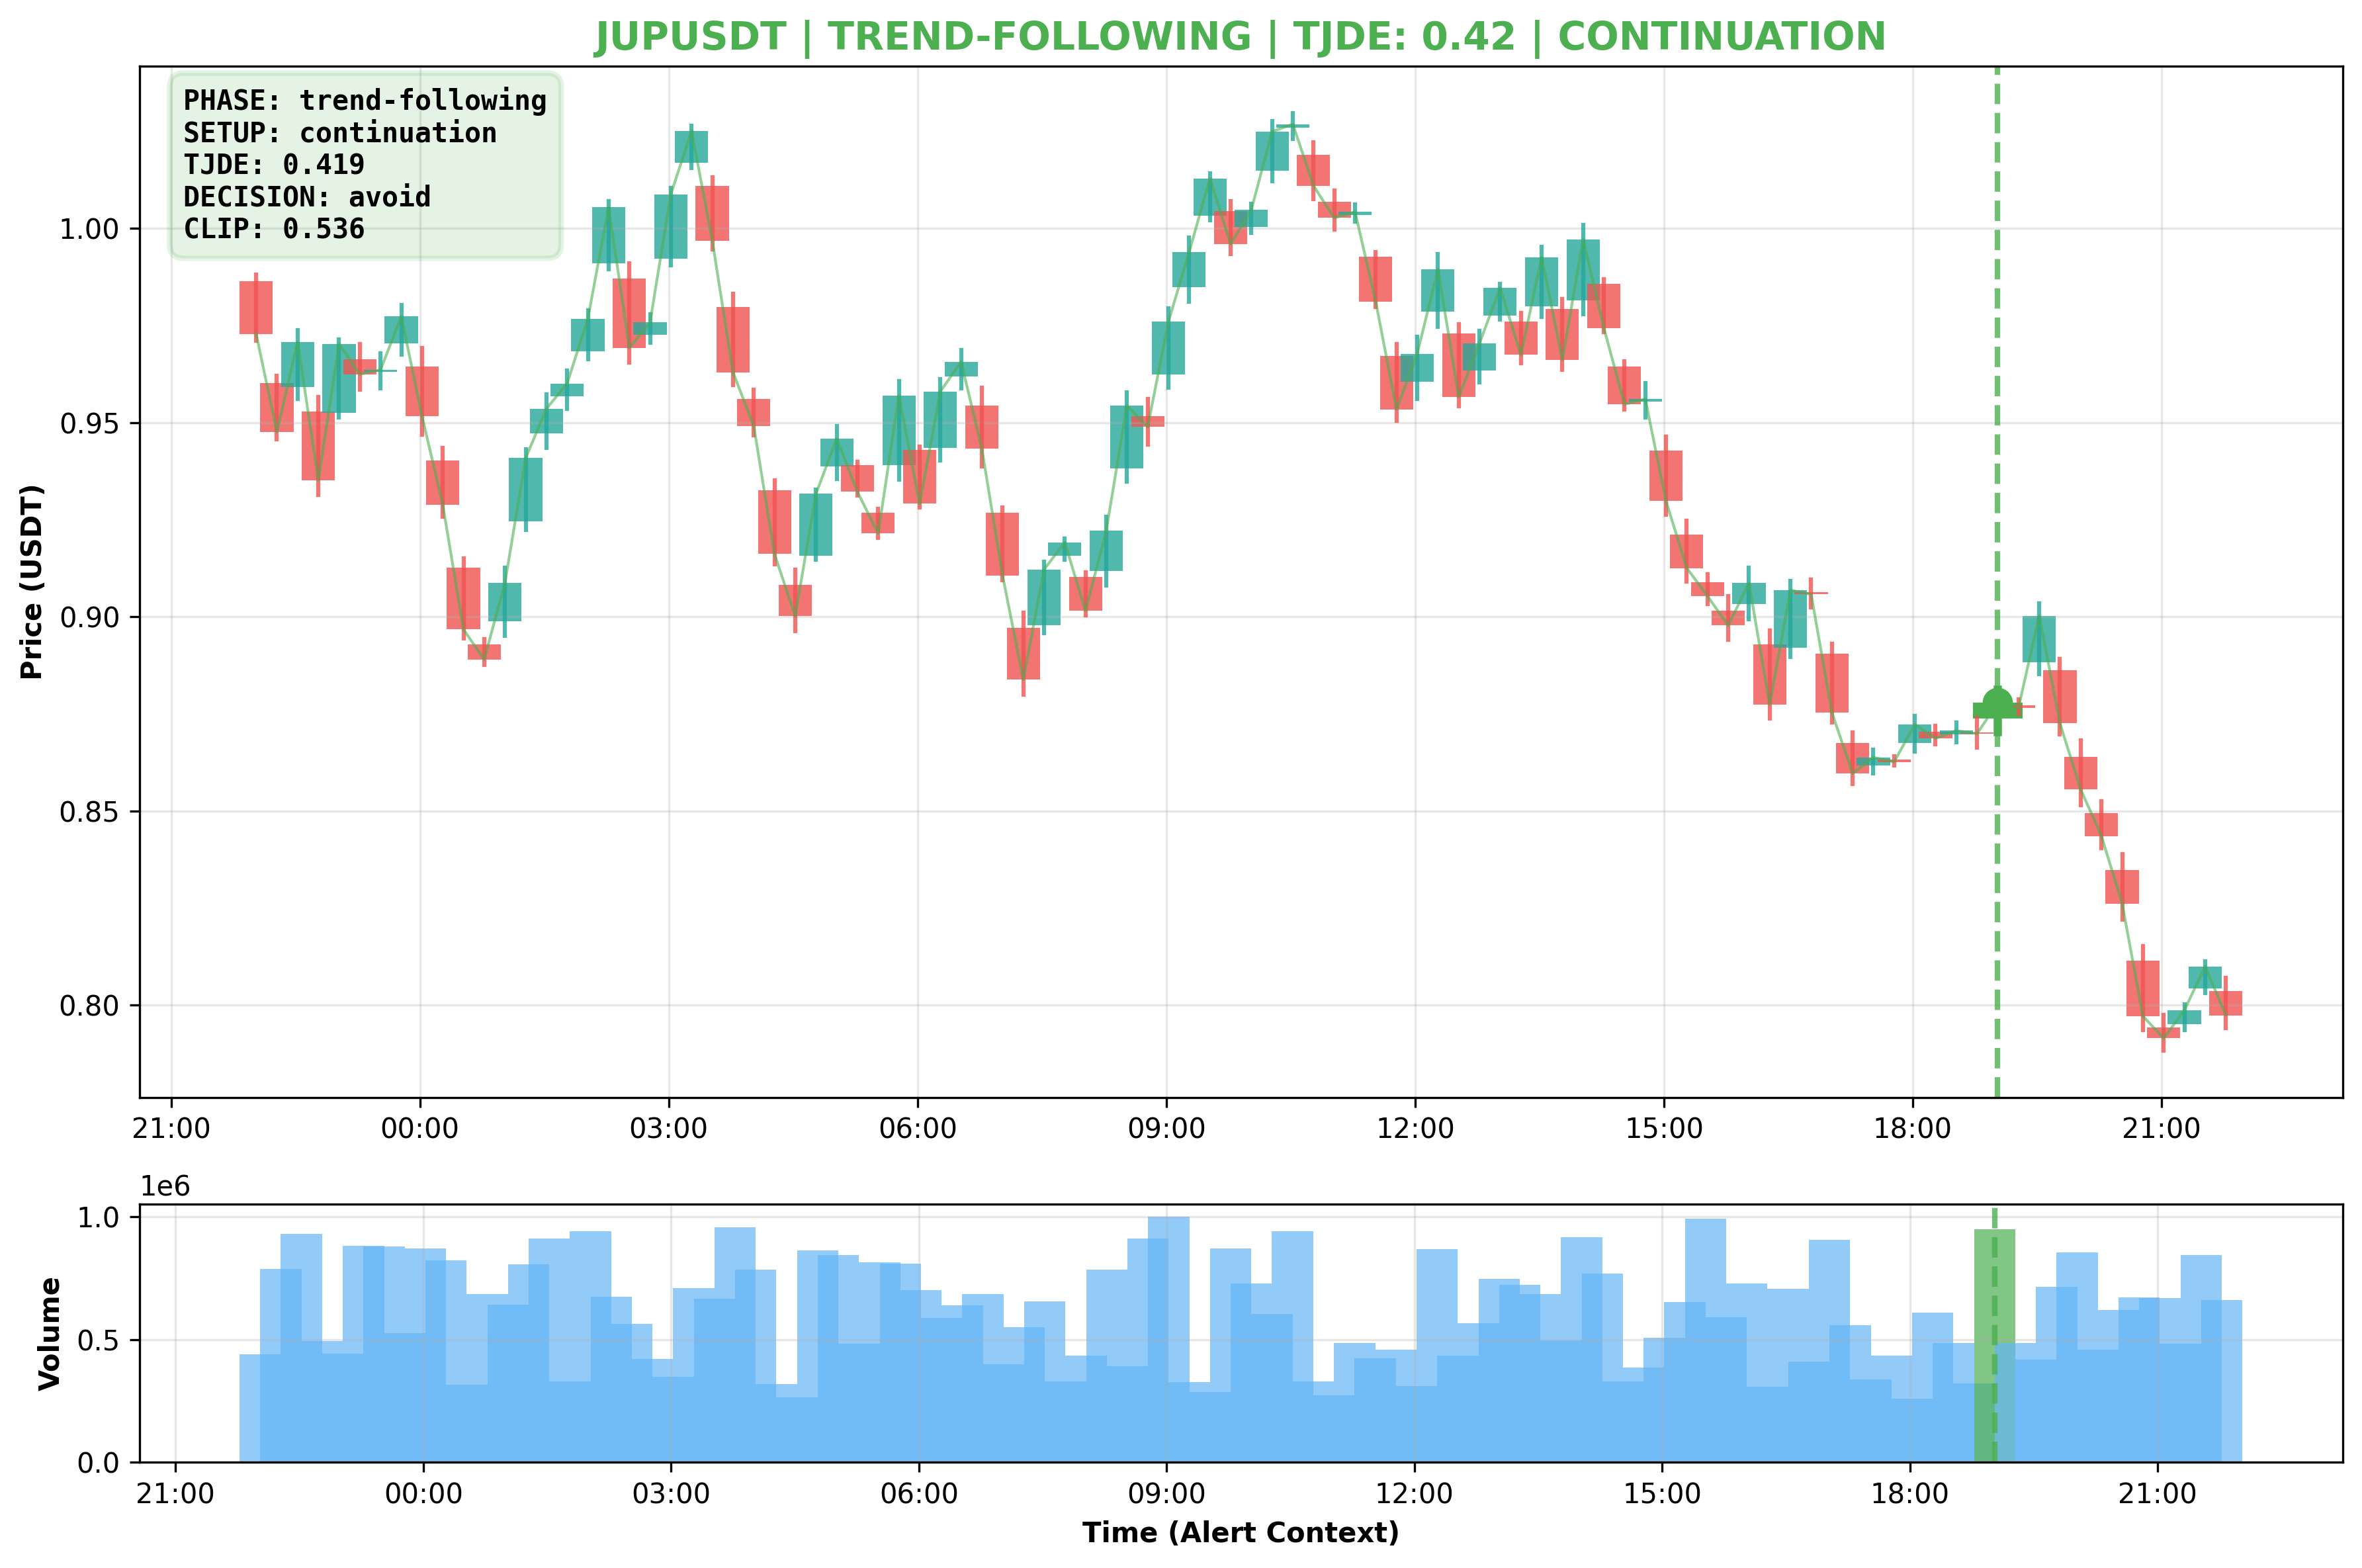 JUPUSDT | TREND-FOLLOWING | TJDE: 0.42 | CONTINUATION
PHASE: trend-following
SETUP: continuation
TJDE: 0.419
DECISION: avoid
CLIP: 0.536
Price (USDT)
1.00
0.95
0.90
0.85
0.80
21:00 00:00 03:00 06:00 09:00 12:00 15:00 18:00 21:00
1e6
Volume
1.0
0.5
0.0
21:00 00:00 03:00 06:00 09:00 12:00 15:00 18:00 21:00
Time (Alert Context)